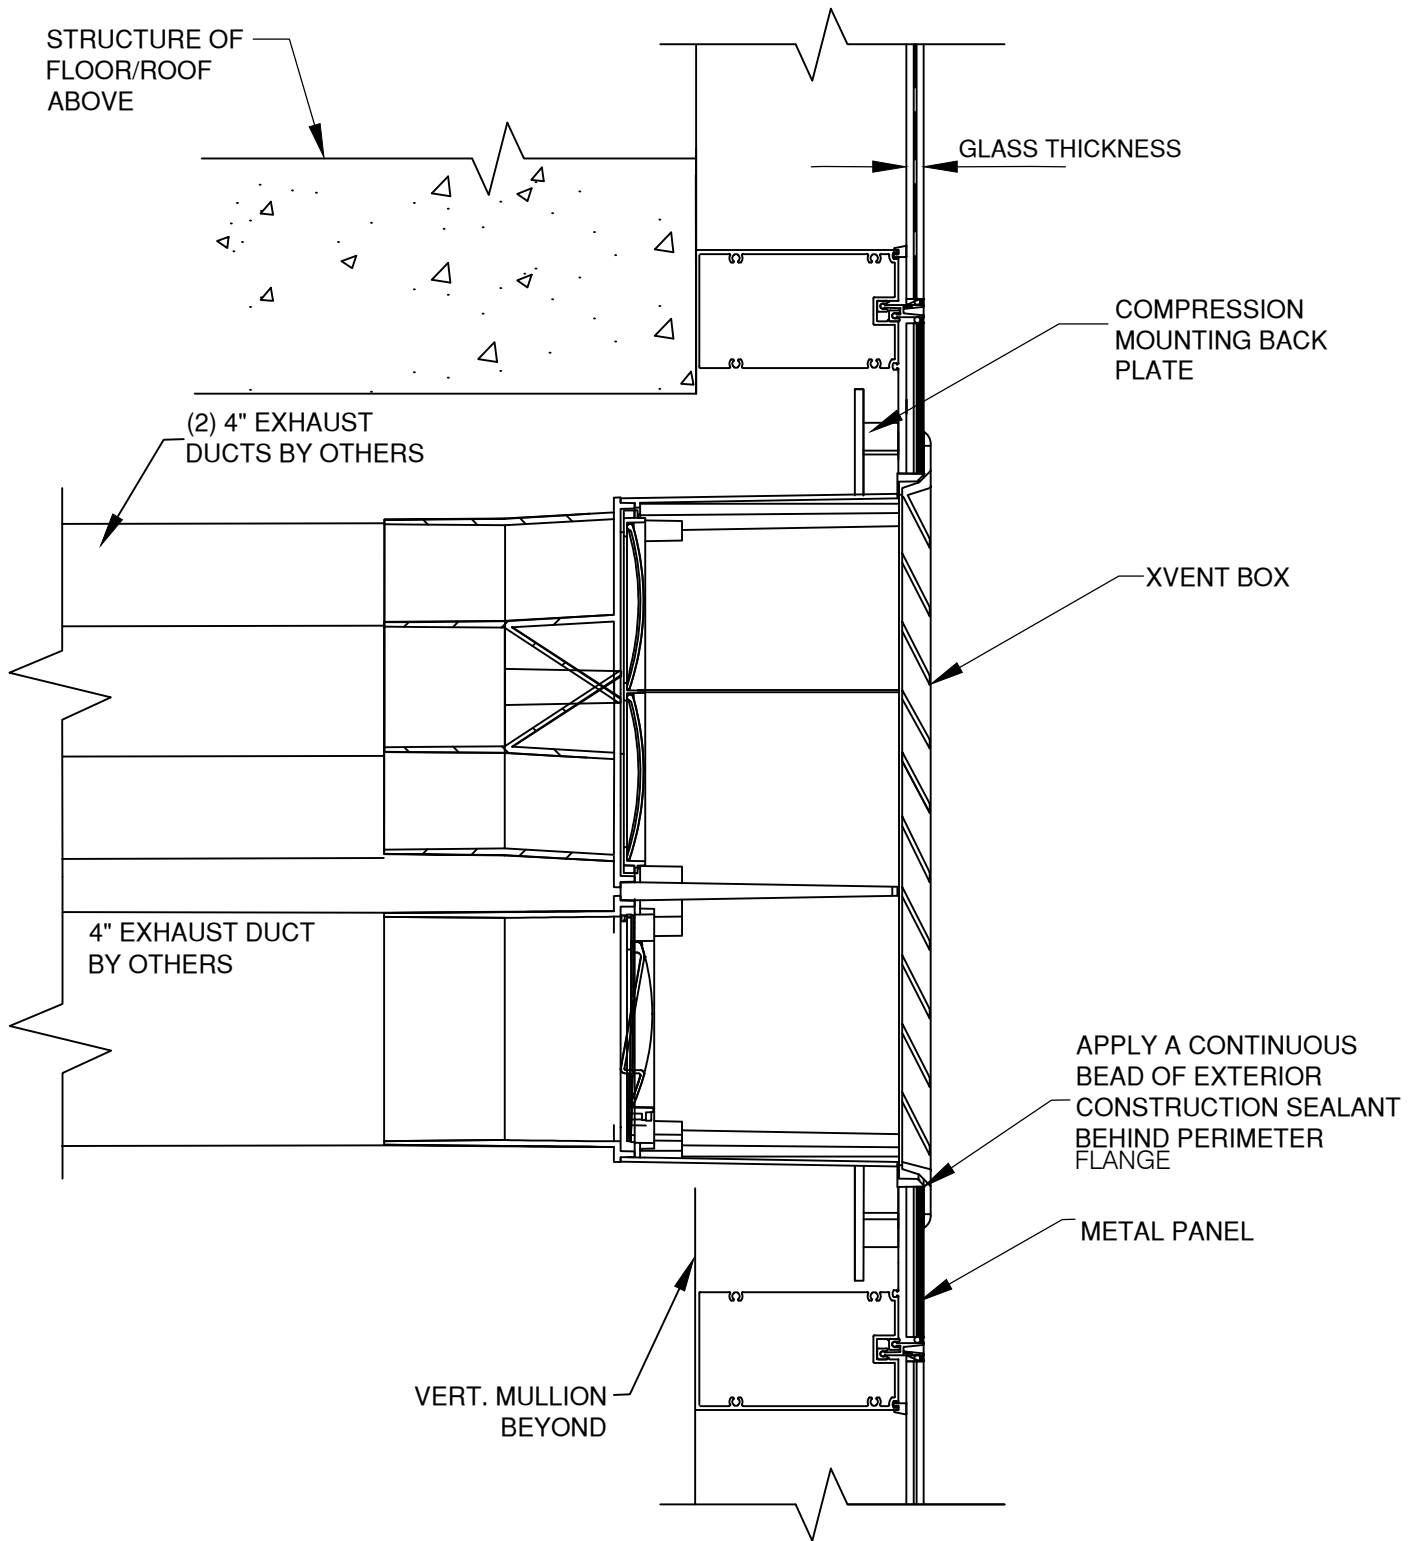 STRUCTURE OF
FLOOR/ROOF
ABOVE
GLASS THICKNESS
COMPRESSION
MOUNTING BACK
PLATE
(2) 4" EXHAUST
DUCTS BY OTHERS
XVENT BOX
4" EXHAUST DUCT
BY OTHERS
APPLY A CONTINUOUS
BEAD OF EXTERIOR
CONSTRUCTION SEALANT
BEHIND PERIMETER
FLANGE
METAL PANEL
VERT. MULLION
BEYOND